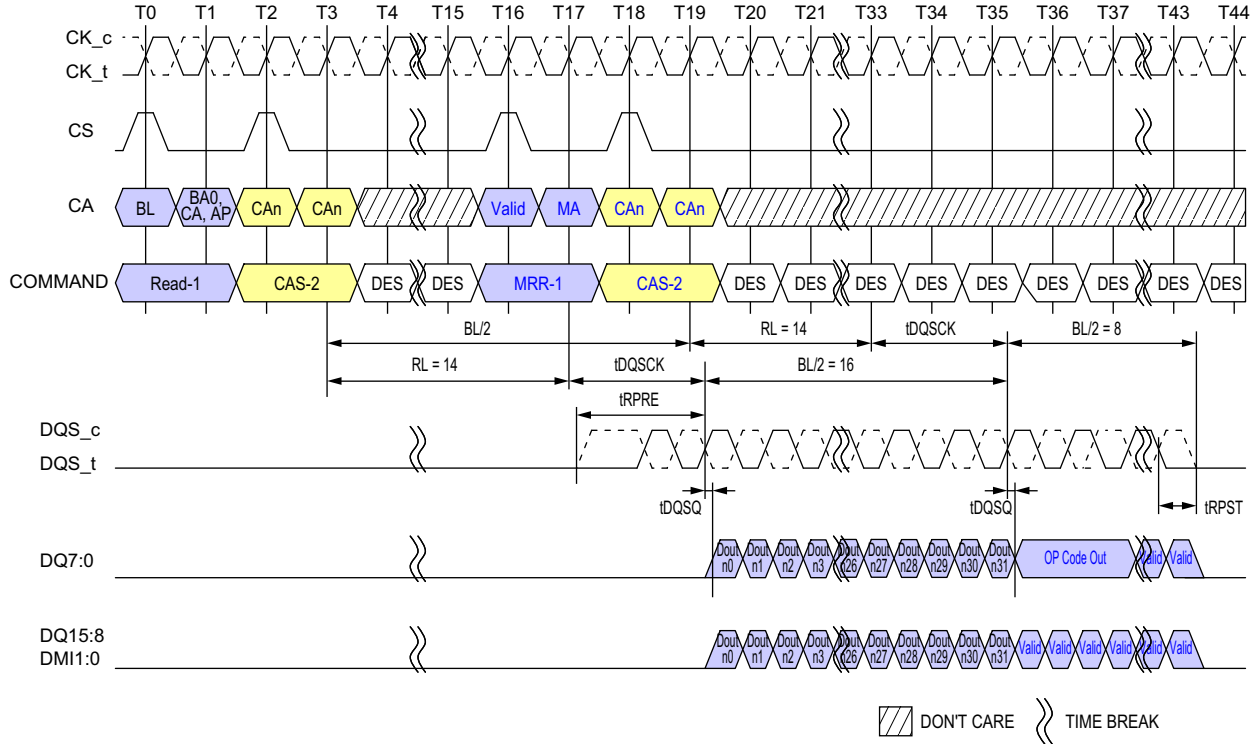 T0 T1 T2 T3 T4 T15 T16 T17 T18 T19 T20 T21 T33 T34 T35 T36 T37 T43 T44
CK_c
CK_t
CS
CA BL BA0, CA, AP CAn CAn Valid MA CAn CAn
COMMAND Read-1 CAS-2 DES DES MRR-1 CAS-2 DES DES DES DES DES DES DES DES DES
BL/2 RL = 14 tDQSCK BL/2 = 8
RL = 14 tDQSCK BL/2 = 16
tRPRE
DQS_c
DQS_t
tDQSQ tDQSQ tRPST
DQ7:0 Dout n0 Dout n1 Dout n2 Dout n3 Dout n26 Dout n27 Dout n28 Dout n29 Dout n30 Dout n31 OP Code Out Valid Valid
DQ15:8
DMI1:0 Dout n0 Dout n1 Dout n2 Dout n3 Dout n26 Dout n27 Dout n28 Dout n29 Dout n30 Dout n31 Valid Valid Valid Valid Valid Valid
DON'T CARE TIME BREAK